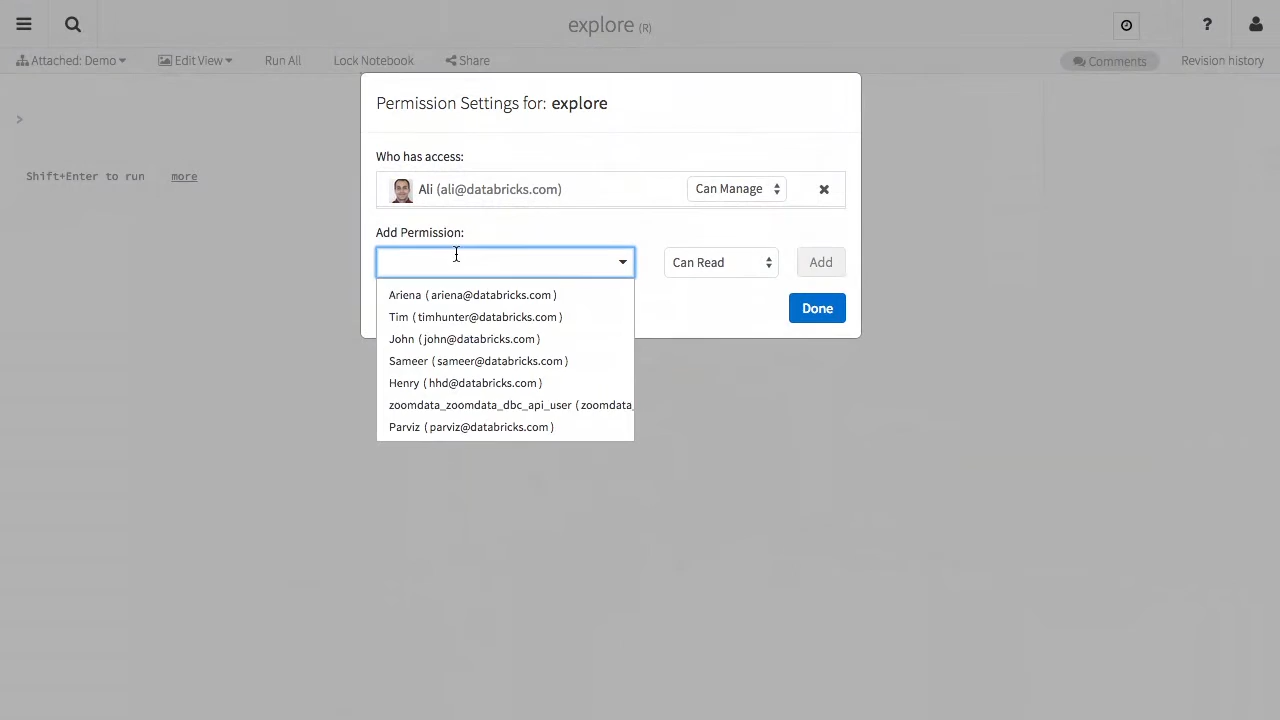 explore (R)
Attached: Demo Edit View Run All Lock Notebook Share Comments Revision history
Permission Settings for: explore
>
Who has access:
Shift+Enter to run more
Ali (ali@databricks.com) Can Manage
Add Permission:
Can Read Add
Ariena ( ariena@databricks.com )
Done
Tim ( timhunter@databricks.com )
John ( john@databricks.com )
Sameer ( sameer@databricks.com )
Henry ( hhd@databricks.com )
zoomdata_zoomdata_dbc_api_user ( zoomdata_
Parviz ( parviz@databricks.com )